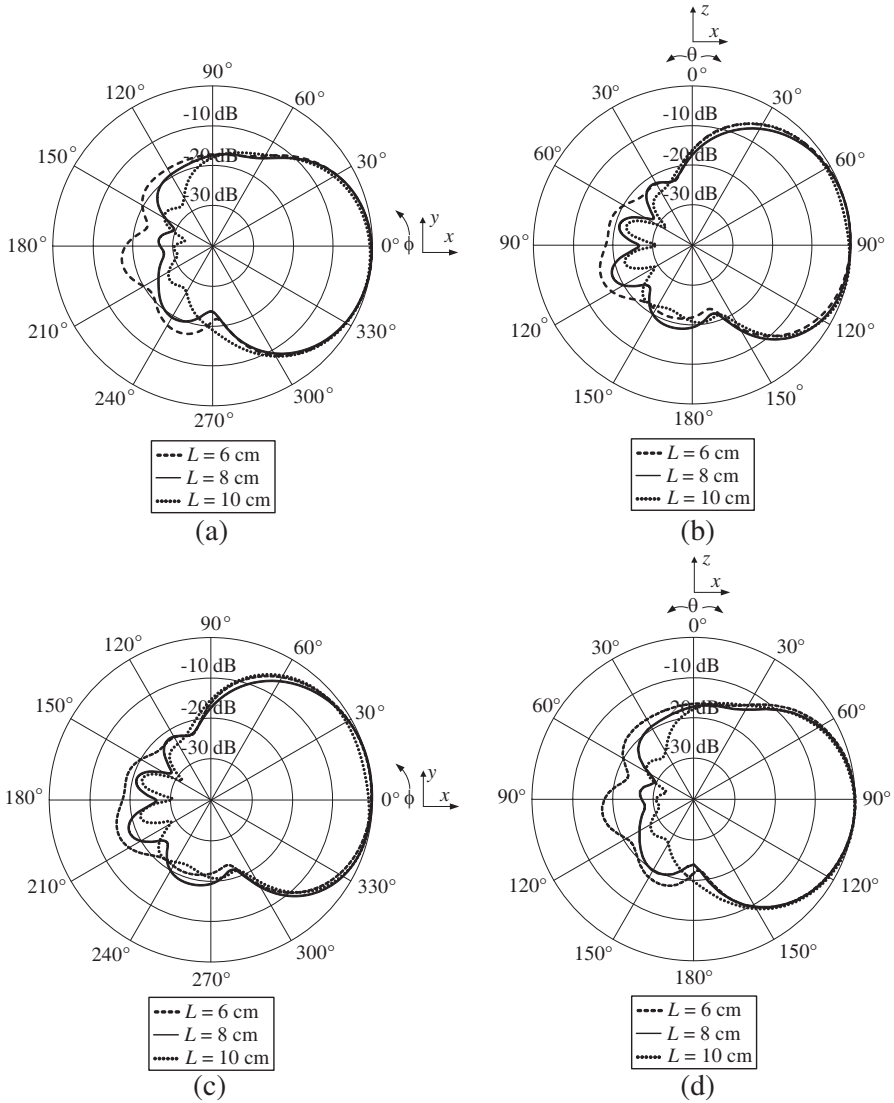 90°
120°
60°
-10 dB
150°
30°
-20 dB
-30 dB
180°
0°
ϕ
y
x
210°
330°
240°
300°
270°
L = 6 cm
L = 8 cm
L = 10 cm
(a)
z
x
θ
0°
30°
30°
-10 dB
60°
60°
-20 dB
-30 dB
90°
90°
120°
120°
150°
150°
180°
L = 6 cm
L = 8 cm
L = 10 cm
(b)
90°
120°
60°
-10 dB
150°
30°
-20 dB
-30 dB
180°
0°
ϕ
y
x
210°
330°
240°
300°
270°
L = 6 cm
L = 8 cm
L = 10 cm
(c)
z
x
θ
0°
30°
30°
-10 dB
60°
60°
-20 dB
-30 dB
90°
90°
120°
120°
150°
150°
180°
L = 6 cm
L = 8 cm
L = 10 cm
(d)